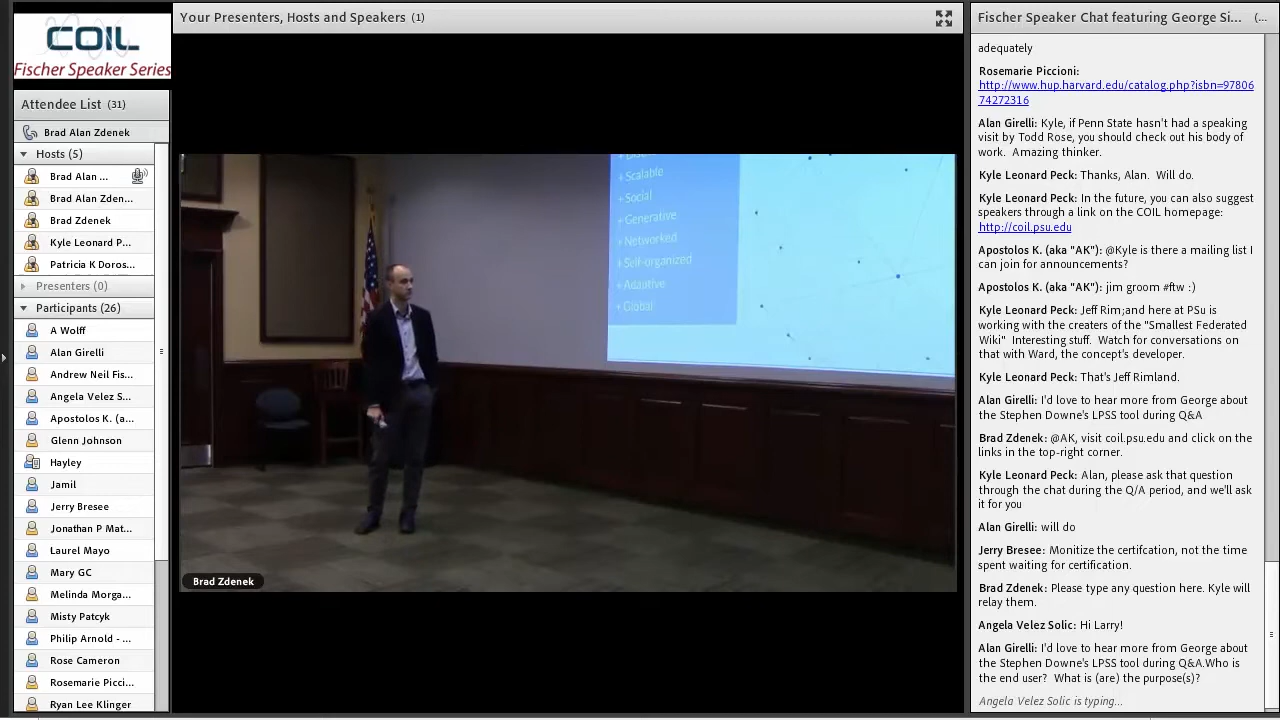 COIL
Fischer Speaker Series
Attendee List (31)
Brad Alan Zdenek
Hosts (5)
Brad Alan ...
Brad Alan Zden...
Brad Zdenek
Kyle Leonard P...
Patricia K Doros...
Presenters (0)
Participants (26)
A Wolff
Alan Girelli
Andrew Neil Fis...
Angela Velez S...
Apostolos K. (a...
Glenn Johnson
Hayley
Jamil
Jerry Bresee
Jonathan P Mat...
Laurel Mayo
Mary GC
Melinda Morga...
Misty Patcyk
Philip Arnold - ...
Rose Cameron
Rosemarie Picci...
Ryan Lee Klinger
Your Presenters, Hosts and Speakers (1)
+ Scalable
+ Social
+ Generative
+ Networked
+ Self-organized
+ Adaptive
+ Global
Brad Zdenek
Fischer Speaker Chat featuring George Si... (...
adequately
Rosemarie Piccioni:
http://www.hup.harvard.edu/catalog.php?isbn=97806
74272316
Alan Girelli: Kyle, if Penn State hasn't had a speaking
visit by Todd Rose, you should check out his body of
work. Amazing thinker.
Kyle Leonard Peck: Thanks, Alan. Will do.
Kyle Leonard Peck: In the future, you can also suggest
speakers through a link on the COIL homepage:
http://coil.psu.edu
Apostolos K. (aka "AK"): @Kyle is there a mailing list I
can join for announcements?
Apostolos K. (aka "AK"): jim groom #ftw :)
Kyle Leonard Peck: Jeff Rim;and here at PSu is
working with the creators of the "Smallest Federated
Wiki" Interesting stuff. Watch for conversations on
that with Ward, the concept's developer.
Kyle Leonard Peck: That's Jeff Rimland.
Alan Girelli: I'd love to hear more from George about
the Stephen Downe's LPSS tool during Q&A
Brad Zdenek: @AK, visit coil.psu.edu and click on the
links in the top-right corner.
Kyle Leonard Peck: Alan, please ask that question
through the chat during the Q/A period, and we'll ask
it for you
Alan Girelli: will do
Jerry Bresee: Monitize the certifcation, not the time
spent waiting for certification.
Brad Zdenek: Please type any question here. Kyle will
relay them.
Angela Velez Solic: Hi Larry!
Alan Girelli: I'd love to hear more from George about
the Stephen Downe's LPSS tool during Q&A.Who is
the end user? What is (are) the purpose(s)?
Angela Velez Solic is typing...